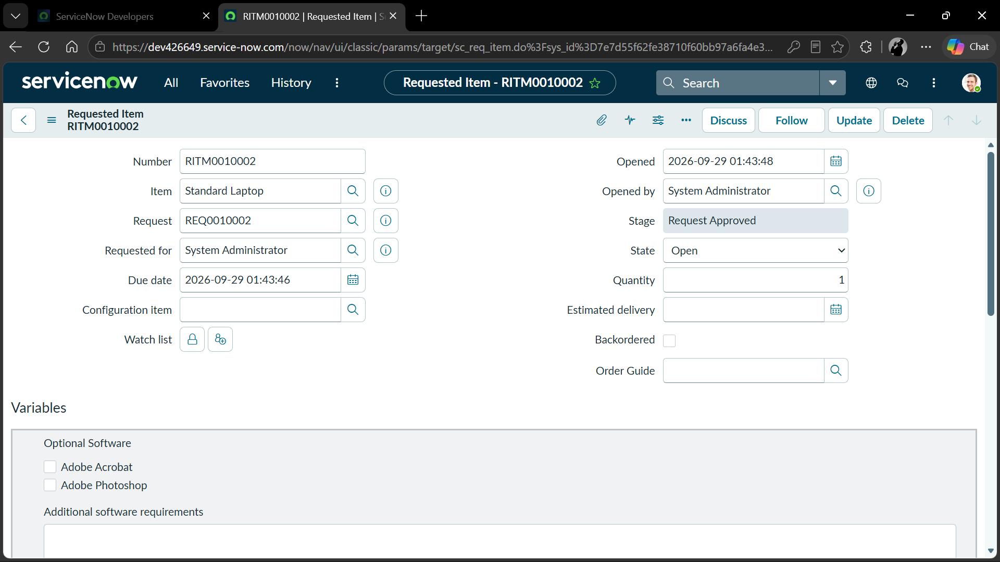 ServiceNow Developers
RITM0010002 | Requested Item | S
https://dev426649.service-now.com/now/nav/ui/classic/params/target/sc_req_item.do%3Fsys_id%3D7e7d55f62fe38710f60bb97a6fa4e3...
Chat
servicenow
All
Favorites
History
Requested Item - RITM0010002
Search
Requested Item
RITM0010002
Discuss
Follow
Update
Delete
Number
RITM0010002
Opened
2026-09-29 01:43:48
Item
Standard Laptop
Opened by
System Administrator
Request
REQ0010002
Stage
Request Approved
Requested for
System Administrator
State
Open
Due date
2026-09-29 01:43:46
Quantity
1
Configuration item
Estimated delivery
Watch list
Backordered
Order Guide
Variables
Optional Software
Adobe Acrobat
Adobe Photoshop
Additional software requirements